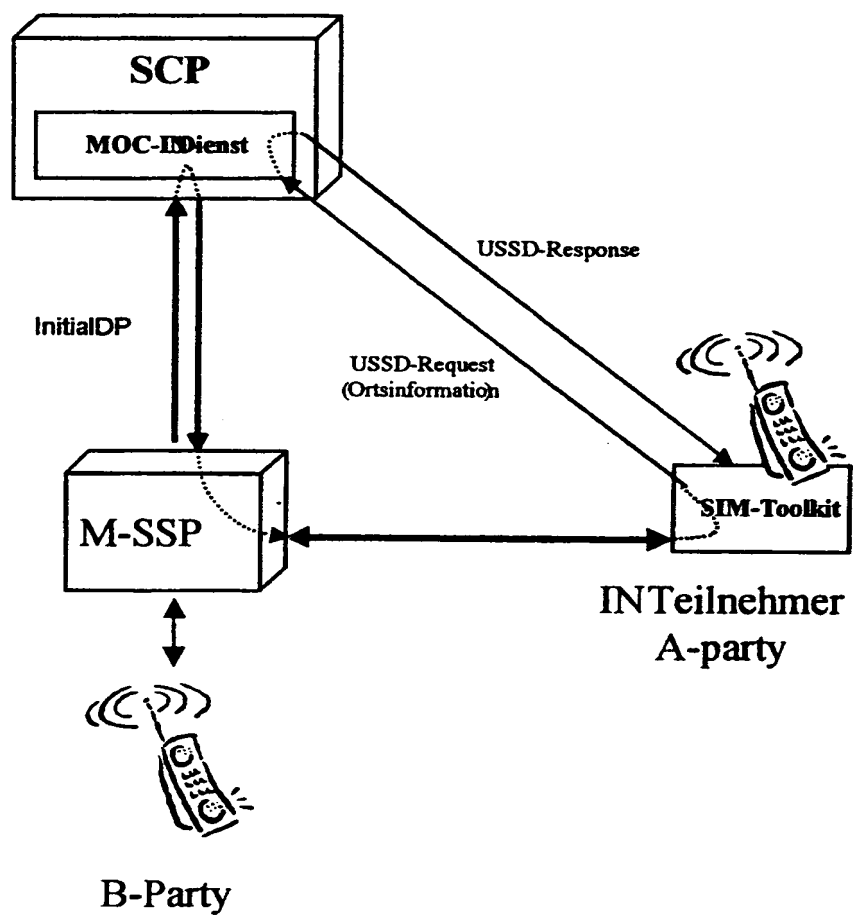 SCP
MOC-INDienst
USSD-Response
InitialDP
USSD-Request
(Ortsinformation)
SIM-Toolkit
M-SSP
INTeilnehmer
A-party
B-Party